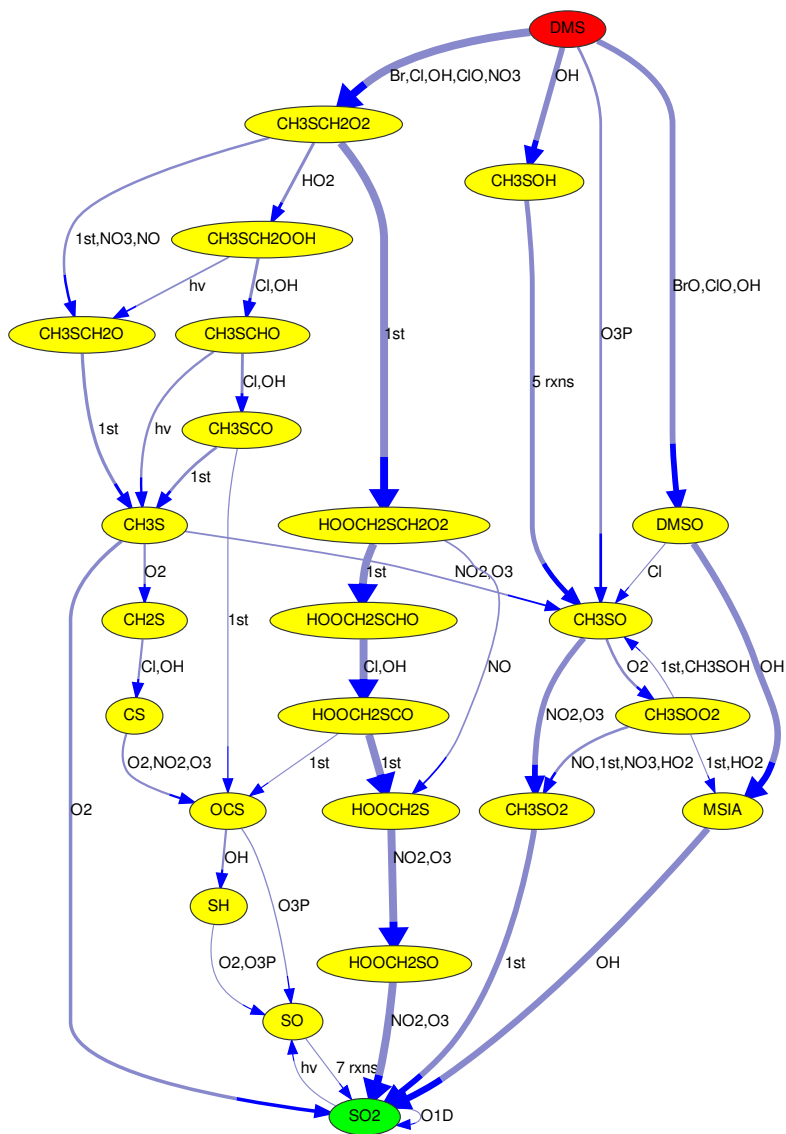 DMS
Br,Cl,OH,ClO,NO3
OH
CH3SCH2O2
CH3SOH
HO2
1st,NO3,NO
CH3SCH2OOH
hv
Cl,OH
BrO,ClO,OH
CH3SCH2O
CH3SCHO
1st
O3P
Cl,OH
5 rxns
1st
hv
CH3SCO
1st
CH3S
HOOCH2SCH2O2
DMSO
O2
1st
NO2,O3
Cl
CH2S
1st
HOOCH2SCHO
CH3SO
Cl,OH
Cl,OH
NO
O2
1st,CH3SOH
OH
CS
HOOCH2SCO
NO2,O3
CH3SOO2
O2,NO2,O3
1st
1st
NO,1st,NO3,HO2
1st,HO2
O2
OCS
HOOCH2S
CH3SO2
MSIA
OH
NO2,O3
SH
O3P
O2,O3P
HOOCH2SO
1st
OH
SO
NO2,O3
hv
7 rxns
SO2
O1D